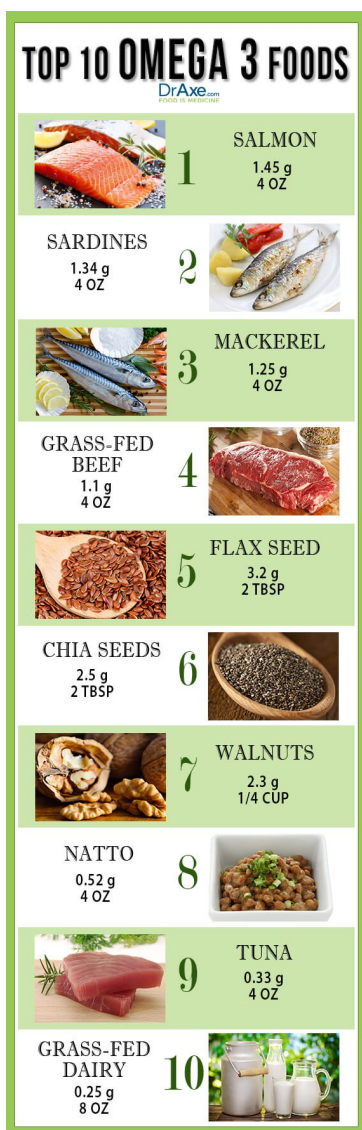 TOP 10 OMEGA 3 FOODS
DrAxe.com
FOOD IS MEDICINE
1
SALMON
1.45 g
4 OZ
SARDINES
1.34 g
4 OZ
2
3
MACKEREL
1.25 g
4 OZ
GRASS-FED
BEEF
1.1 g
4 OZ
4
5
FLAX SEED
3.2 g
2 TBSP
CHIA SEEDS
2.5 g
2 TBSP
6
7
WALNUTS
2.3 g
1/4 CUP
NATTO
0.52 g
4 OZ
8
9
TUNA
0.33 g
4 OZ
GRASS-FED
DAIRY
0.25 g
8 OZ
10